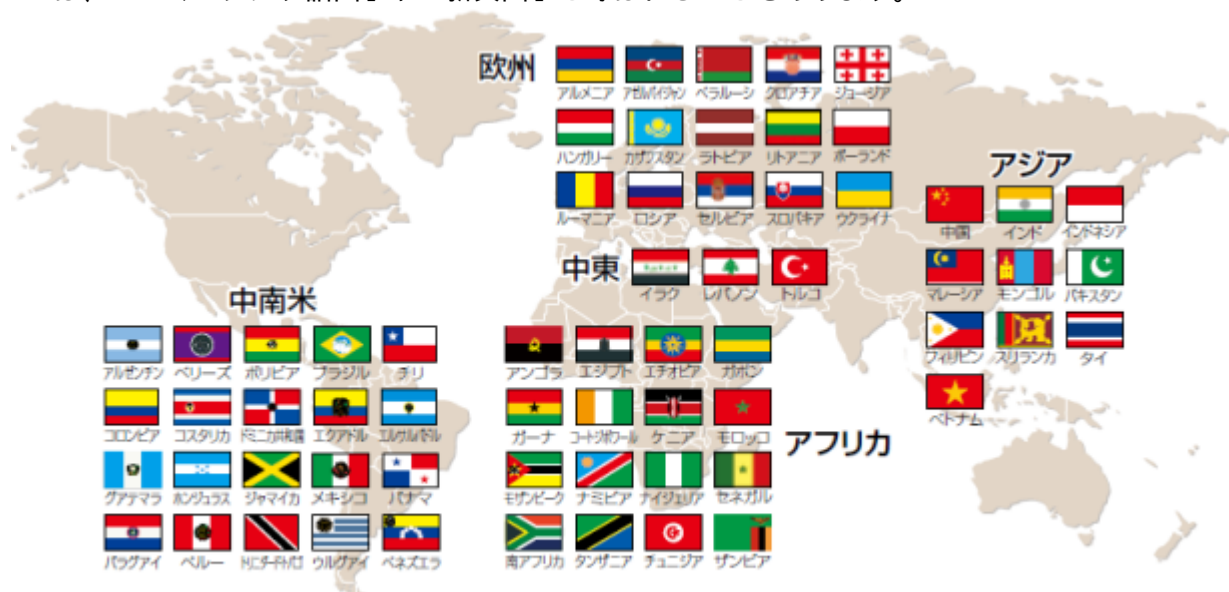 欧州
アルメニア アゼルバイジャン ベラルーシ クロアチア ジョージア
ハンガリー カザフスタン ラトビア リトアニア ポーランド
ルーマニア ロシア セルビア スロバキア ウクライナ
アジア
中国 インド インドネシア
マレーシア モンゴル パキスタン
フィリピン スリランカ タイ
ベトナム
中東
イラク レバノン トルコ
中南米
アルゼンチン ベリーズ ボリビア ブラジル チリ
コロンビア コスタリカ ドミニカ共和国 エクアドル エルサルバドル
グアテマラ ホンジュラス ジャマイカ メキシコ パナマ
パラグアイ ペルー トリニダード・トバゴ ウルグアイ ベネズエラ
アンゴラ エジプト エチオピア ガボン
ガーナ コートジボワール ケニア モロッコ
アフリカ
モザンビーク ナミビア ナイジェリア セネガル
南アフリカ タンザニア チュニジア ザンビア